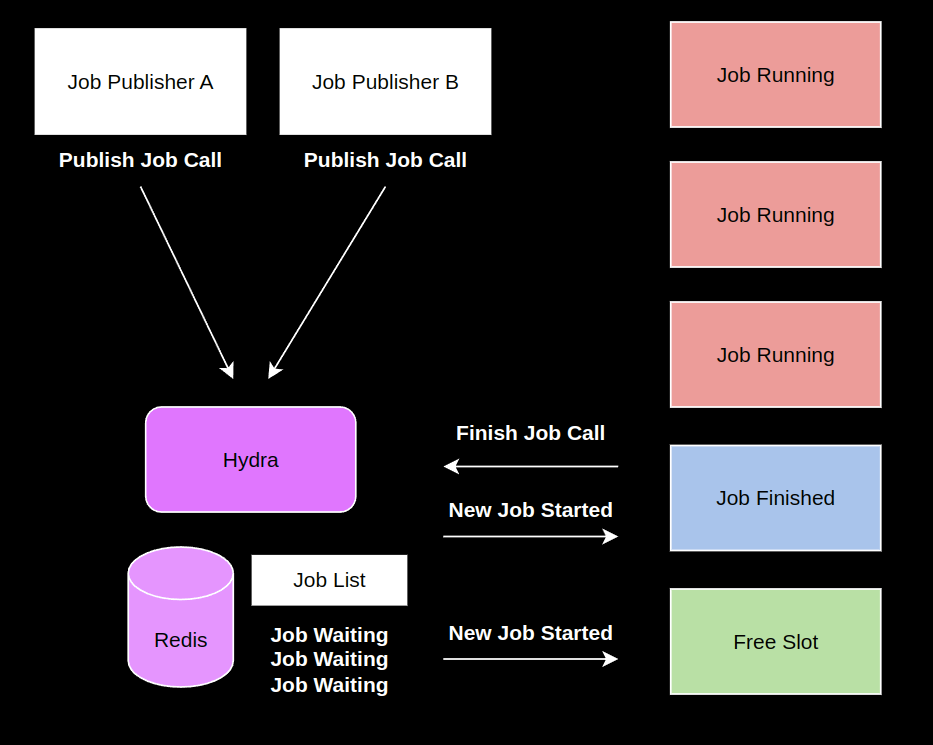 Job Publisher A
Job Publisher B
Publish Job Call
Publish Job Call
Hydra
Redis
Job List
Job Waiting
Job Waiting
Job Waiting
Finish Job Call
New Job Started
New Job Started
Job Running
Job Running
Job Running
Job Finished
Free Slot